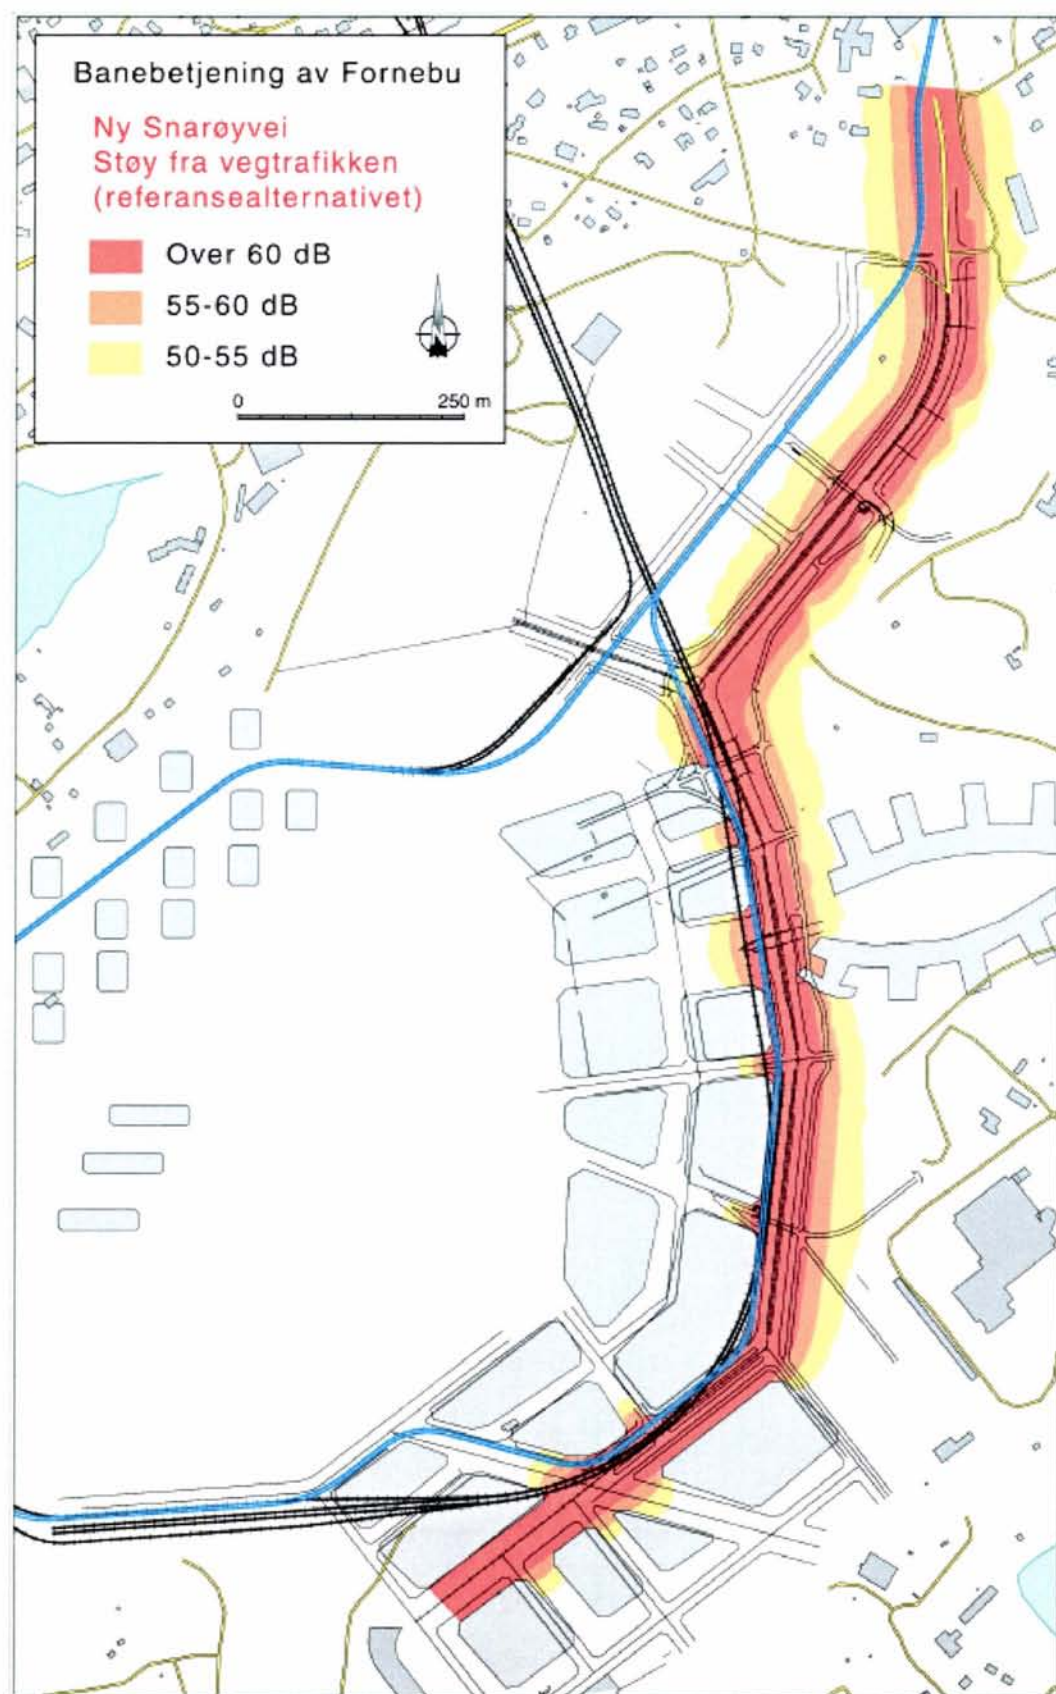 Banebetjening av Fornebu
Ny Snarøyvei
Støy fra vegtrafikken
(referansealternativet)
Over 60 dB
55-60 dB
50-55 dB
N
0 250 m